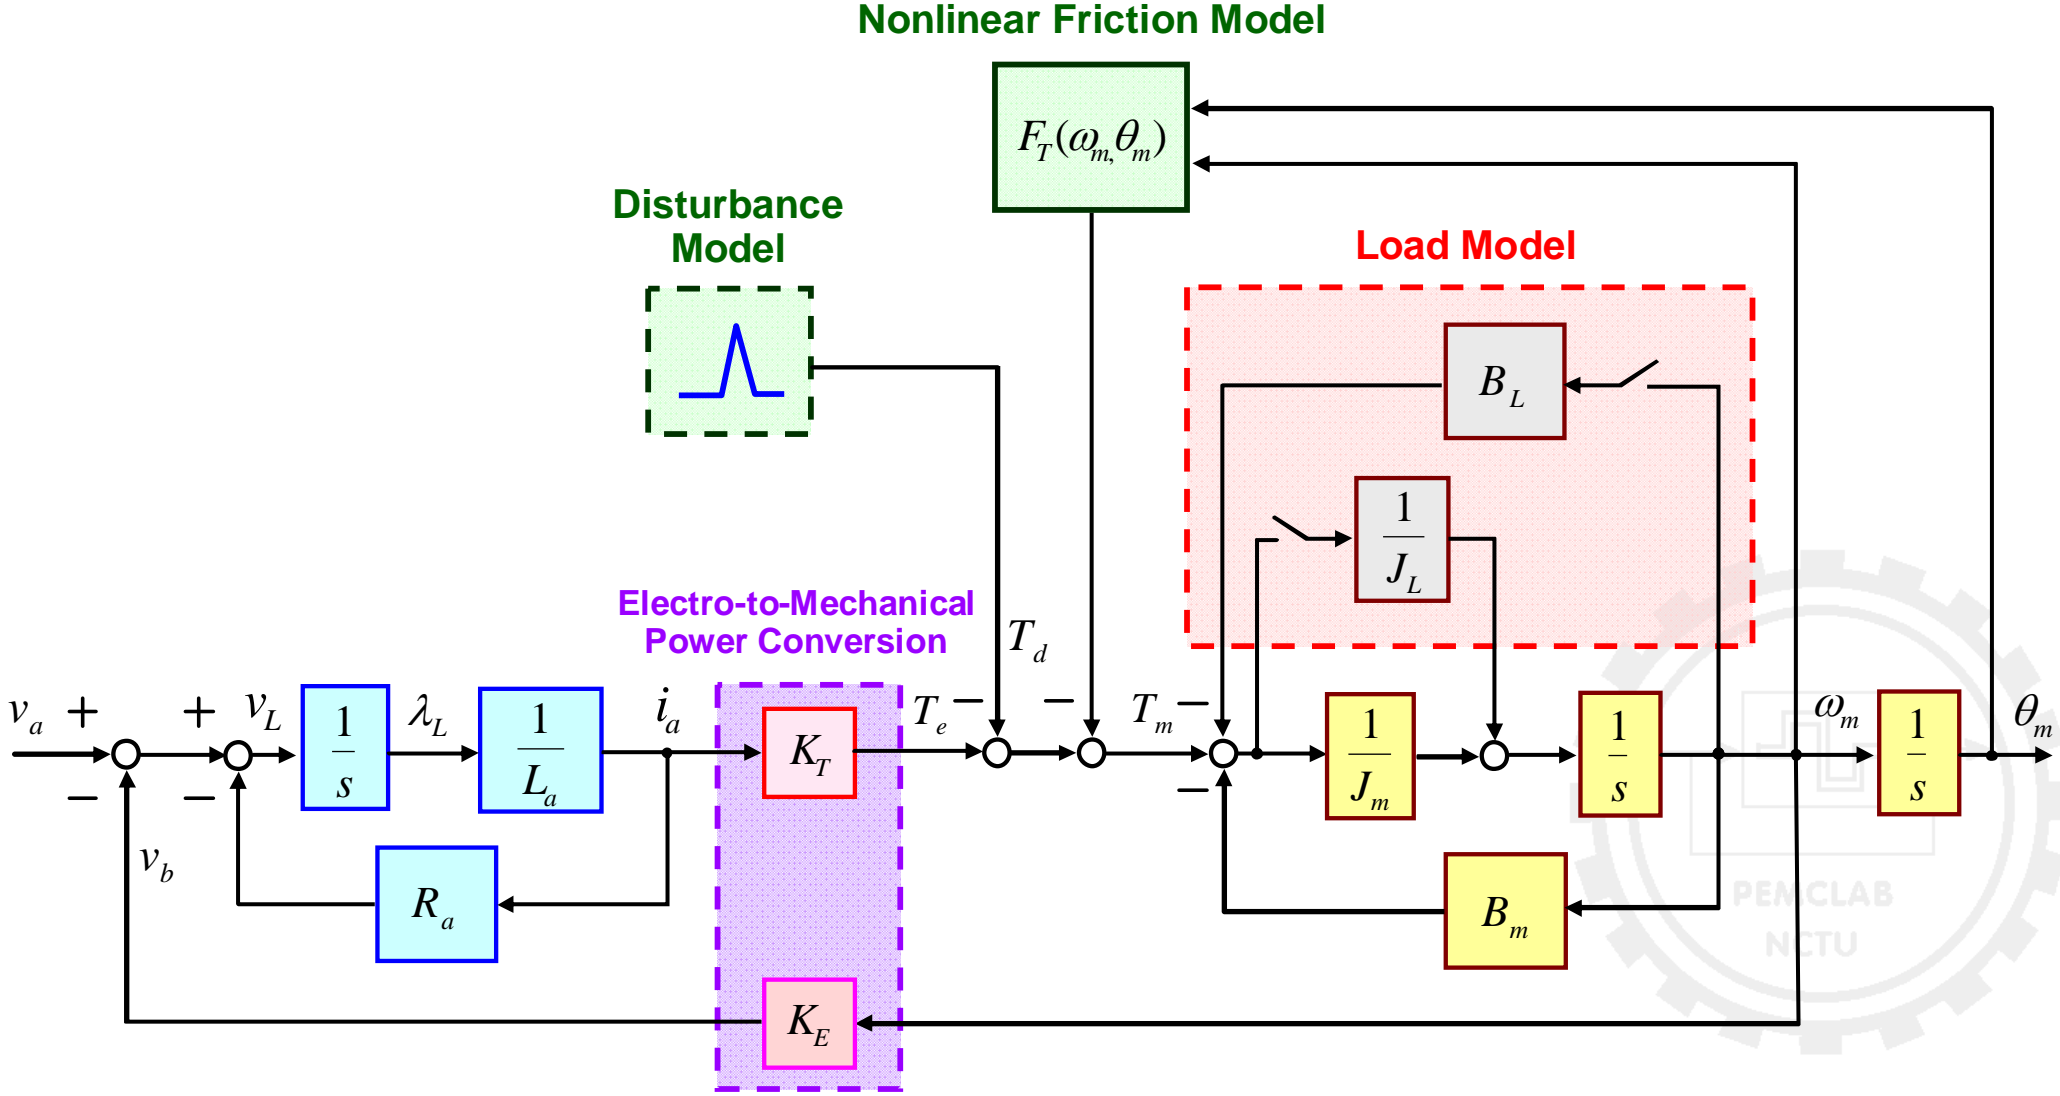 Nonlinear Friction Model
F_T(ω_m,θ_m)
Disturbance
Model
Load Model
B_L
1
J_L
Electro-to-Mechanical
Power Conversion
T_d
v_a + − + − v_L
1
s
λ_L
1
L_a
i_a
K_T
T_e − −
T_m − −
1
J_m
1
s
ω_m
1
s
θ_m
v_b
R_a
B_m
K_E
PEMCLAB
NCTU